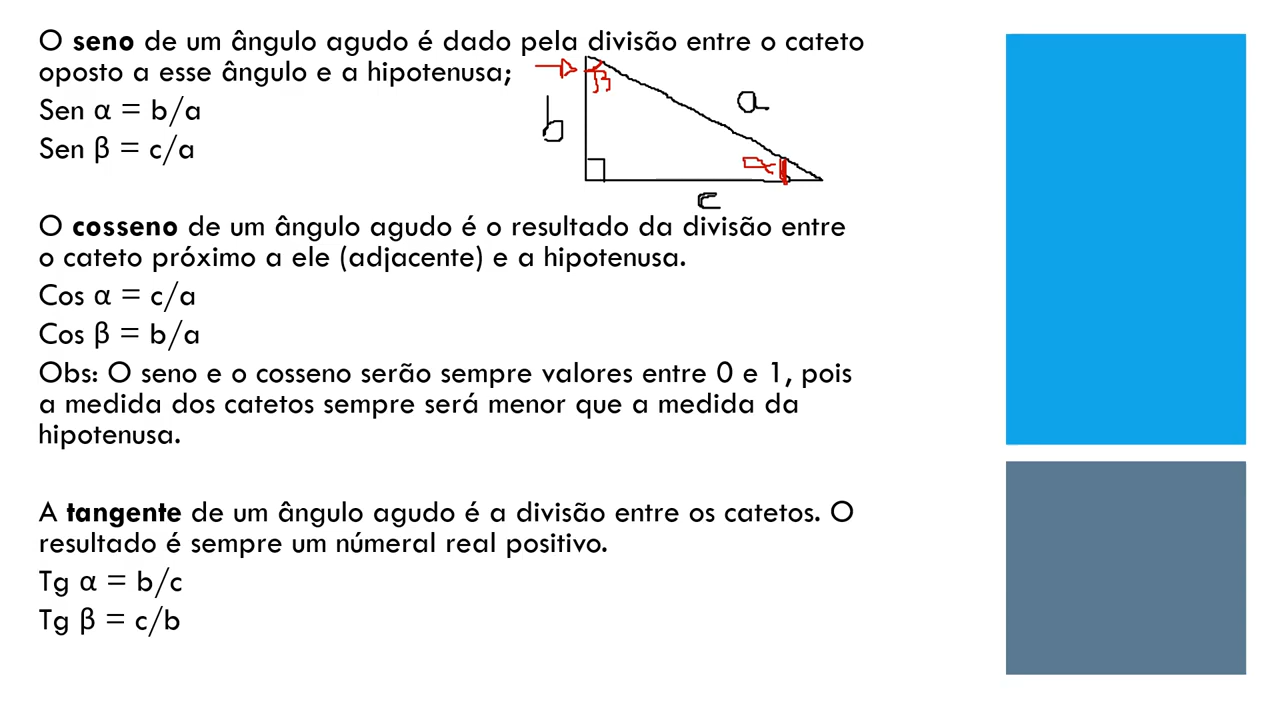 O seno de um ângulo agudo é dado pela divisão entre o cateto
oposto a esse ângulo e a hipotenusa;
Sen α = b/a
Sen β = c/a
β
a
b
α
c
O cosseno de um ângulo agudo é o resultado da divisão entre
o cateto próximo a ele (adjacente) e a hipotenusa.
Cos α = c/a
Cos β = b/a
Obs: O seno e o cosseno serão sempre valores entre 0 e 1, pois
a medida dos catetos sempre será menor que a medida da
hipotenusa.
A tangente de um ângulo agudo é a divisão entre os catetos. O
resultado é sempre um númeral real positivo.
Tg α = b/c
Tg β = c/b